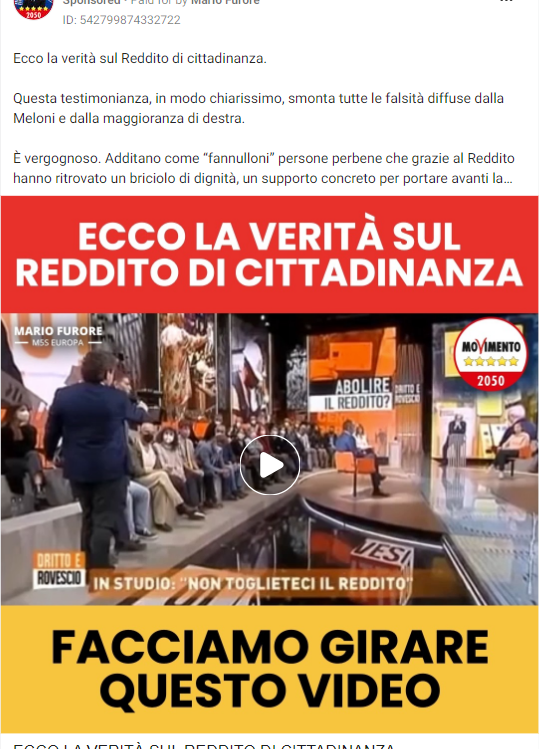 Sponsored • Paid for by Mario Furore
ID: 542799874332722
Ecco la verità sul Reddito di cittadinanza.
Questa testimonianza, in modo chiarissimo, smonta tutte le falsità diffuse dalla
Meloni e dalla maggioranza di destra.
È vergognoso. Additano come “fannulloni” persone perbene che grazie al Reddito
hanno ritrovato un briciolo di dignità, un supporto concreto per portare avanti la...
ECCO LA VERITÀ SUL
REDDITO DI CITTADINANZA
MARIO FURORE
M5S EUROPA
MOVIMENTO
2050
ABOLIRE
IL REDDITO?
DRITTO E
ROVESCIO
JESI
DRITTO E
ROVESCIO
IN STUDIO: "NON TOGLIETECI IL REDDITO"
FACCIAMO GIRARE
QUESTO VIDEO
ECCO LA VERITÀ SUL REDDITO DI CITTADINANZA